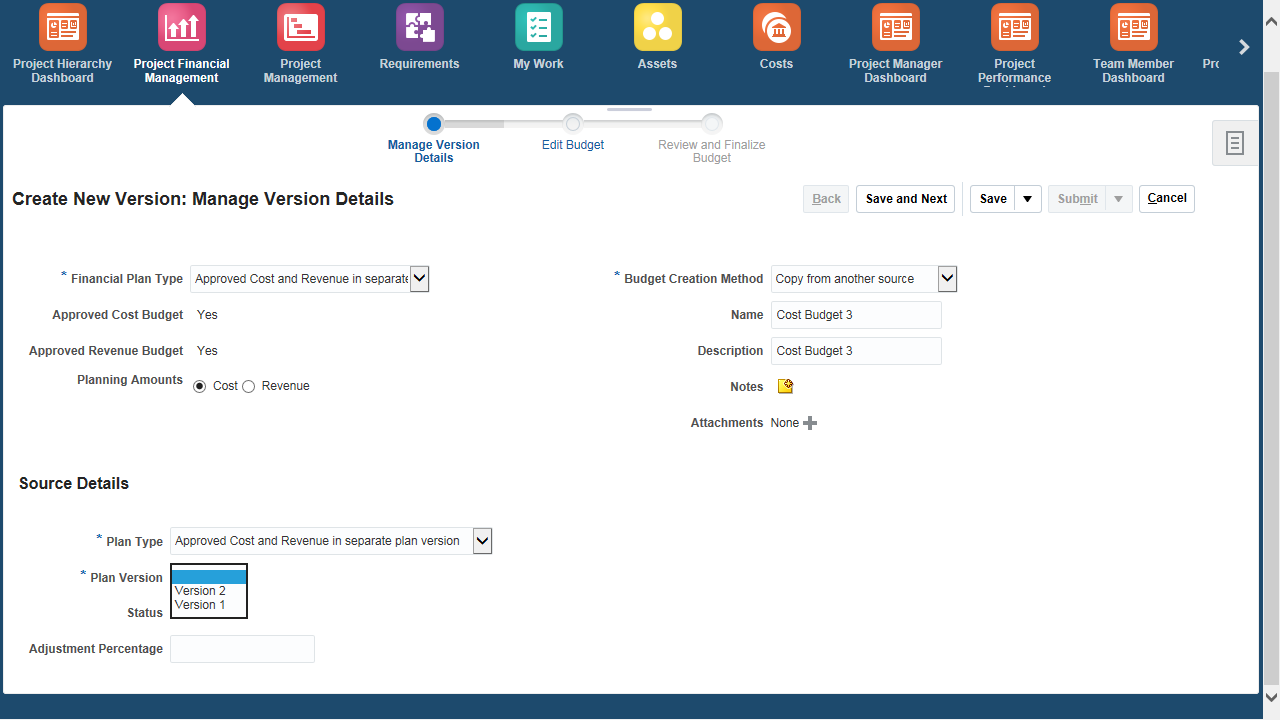 Project Hierarchy
Dashboard
Project Financial
Management
Project
Management
Requirements
My Work
Assets
Costs
Project Manager
Dashboard
Project
Performance
Team Member
Dashboard
Manage Version
Details
Edit Budget
Review and Finalize
Budget
Create New Version: Manage Version Details
Back
Save and Next
Save
Submit
Cancel
* Financial Plan Type Approved Cost and Revenue in separate
Approved Cost Budget Yes
Approved Revenue Budget Yes
Planning Amounts Cost Revenue
* Budget Creation Method Copy from another source
Name Cost Budget 3
Description Cost Budget 3
Notes
Attachments None
Source Details
* Plan Type Approved Cost and Revenue in separate plan version
* Plan Version
Version 2
Version 1
Status
Adjustment Percentage